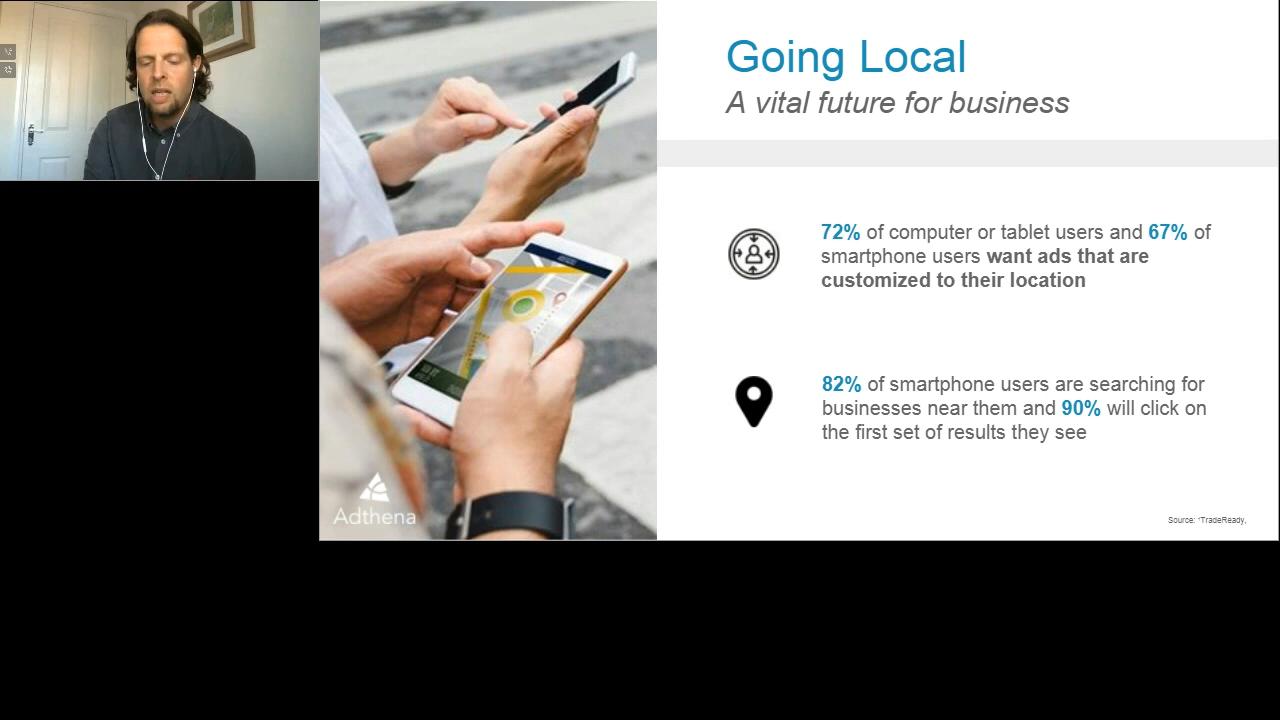 Going Local
A vital future for business
72% of computer or tablet users and 67% of
smartphone users want ads that are
customized to their location
82% of smartphone users are searching for
businesses near them and 90% will click on
the first set of results they see
Adthena
Source: *TradeReady,